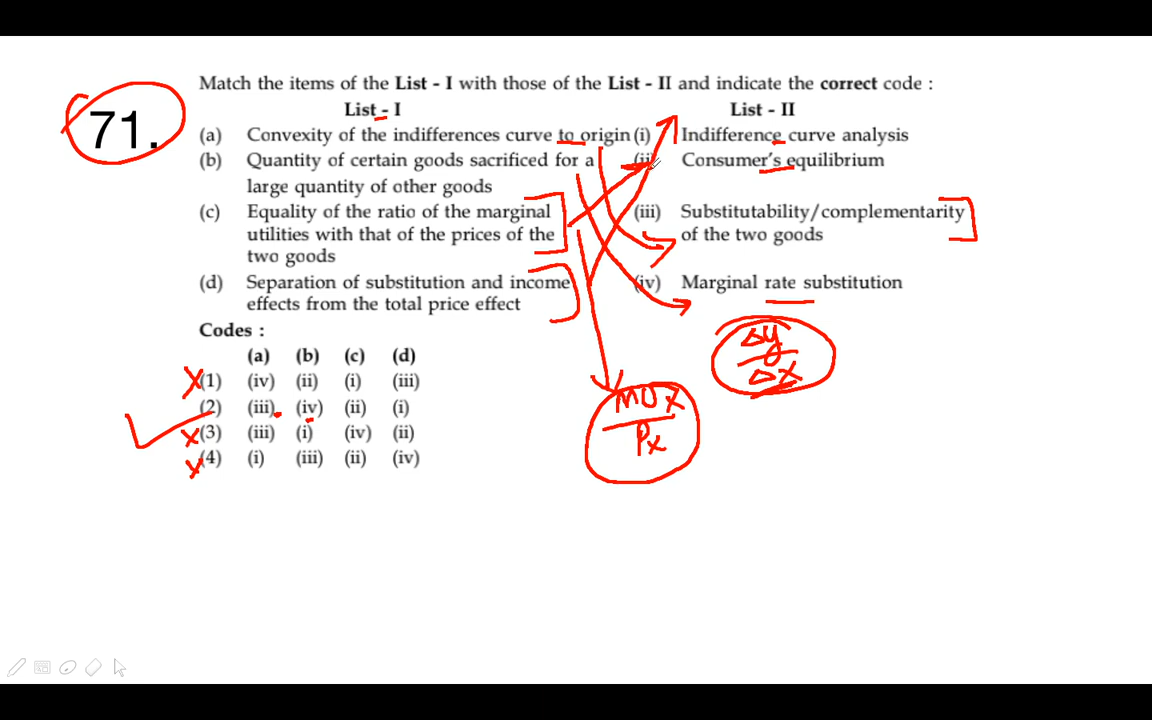 71.
Match the items of the List - I with those of the List - II and indicate the correct code :
List - I List - II
(a) Convexity of the indifferences curve to origin (i) Indifference curve analysis
(b) Quantity of certain goods sacrificed for a (ii) Consumer's equilibrium
large quantity of other goods
(c) Equality of the ratio of the marginal (iii) Substitutability/complementarity
utilities with that of the prices of the of the two goods
two goods
(d) Separation of substitution and income (iv) Marginal rate substitution
effects from the total price effect
Codes :
(a) (b) (c) (d)
(1) (iv) (ii) (i) (iii)
(2) (iii) (iv) (ii) (i)
(3) (iii) (i) (iv) (ii)
(4) (i) (iii) (ii) (iv)
Δy
Δx
MUx
Px